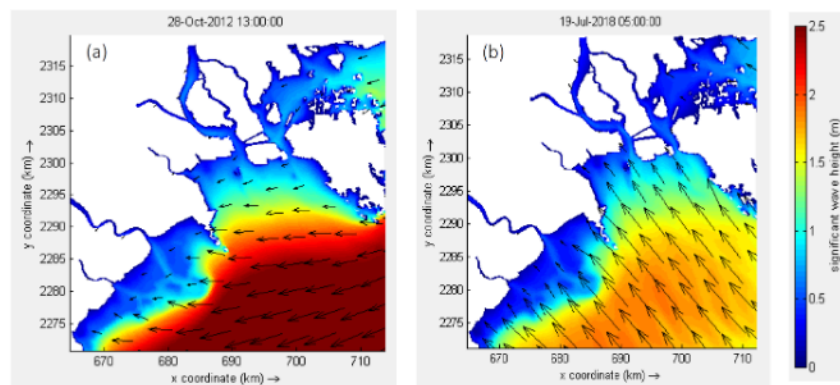 28-Oct-2012 13:00:00
(a)
y coordinate (km) →
2315
2310
2305
2300
2295
2290
2285
2280
2275
670 680 690 700 710
x coordinate (km) →
19-Jul-2018 05:00:00
(b)
y coordinate (km) →
2315
2310
2305
2300
2295
2290
2285
2280
2275
670 680 690 700 710
x coordinate (km) →
2.5
2
1.5
1
0.5
0
significant wave height (m)